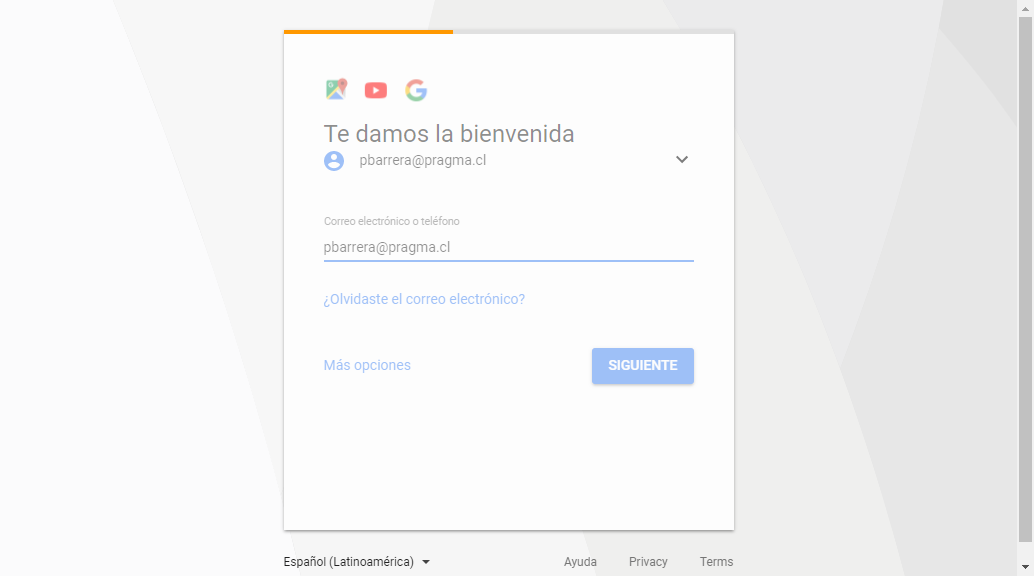 Te damos la bienvenida
pbarrera@pragma.cl
Correo electrónico o teléfono
pbarrera@pragma.cl
¿Olvidaste el correo electrónico?
Más opciones
SIGUIENTE
Español (Latinoamérica)
Ayuda
Privacy
Terms